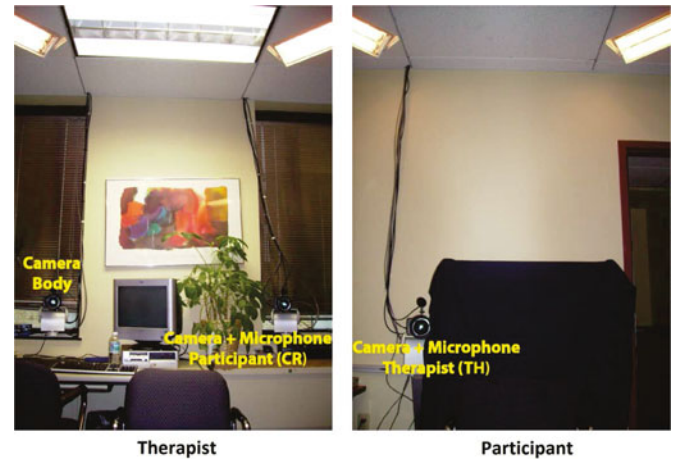 Camera
Body
Camera + Microphone
Participant (CR)
Camera + Microphone
Therapist (TH)
Therapist
Participant